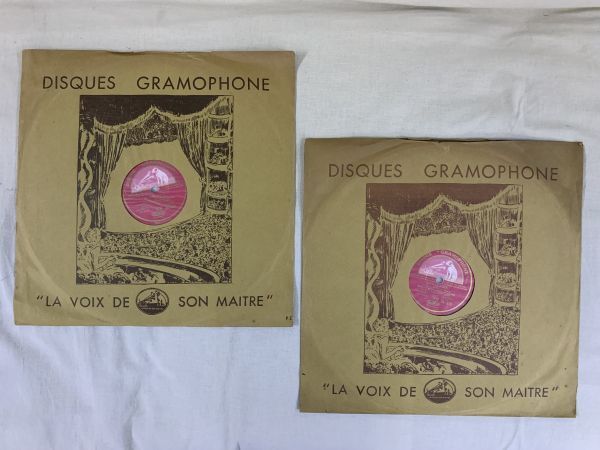 DISQUES GRAMOPHONE
"LA VOIX DE SON MAITRE"
DISQUES GRAMOPHONE
"LA VOIX DE SON MAITRE"